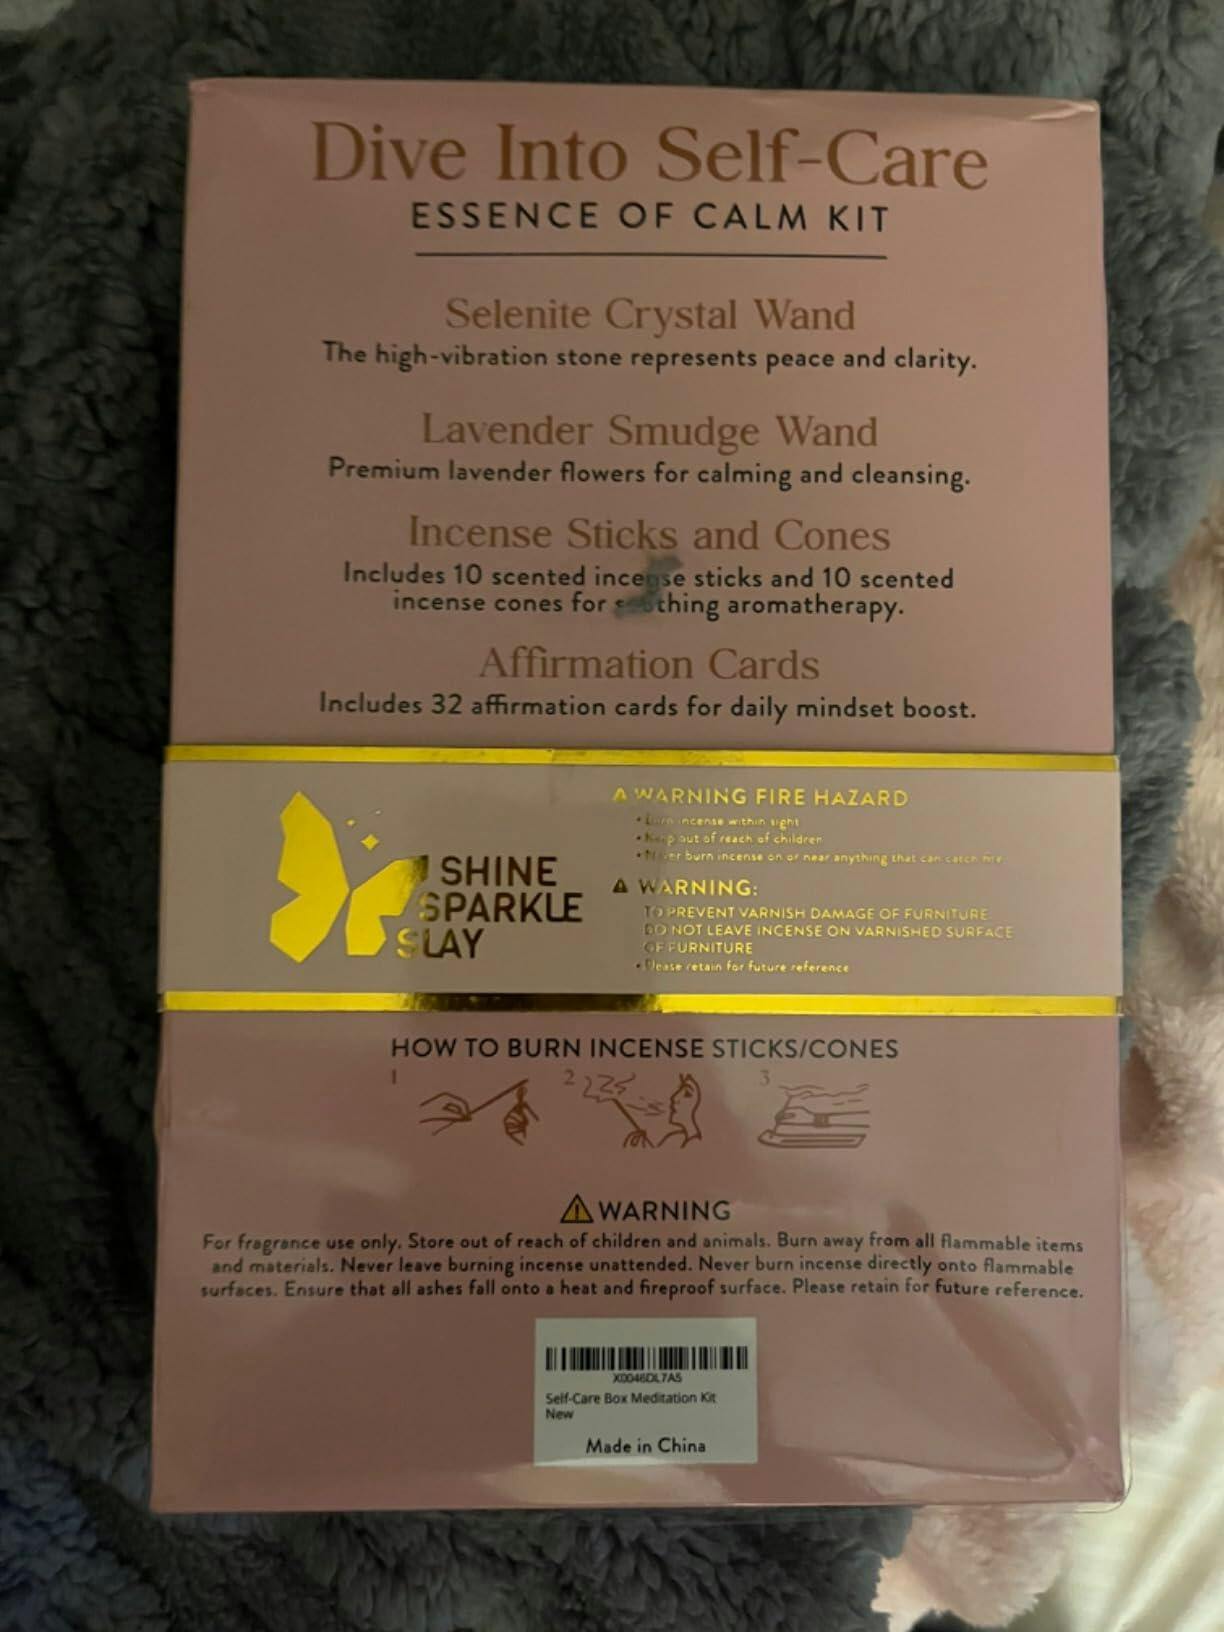 Dive Into Self-Care
ESSENCE OF CALM KIT
Selenite Crystal Wand
The high-vibration stone represents peace and clarity.
Lavender Smudge Wand
Premium lavender flowers for calming and cleansing.
Incense Sticks and Cones
Includes 10 scented incense sticks and 10 scented
incense cones for soothing aromatherapy.
Affirmation Cards
Includes 32 affirmation cards for daily mindset boost.
SHINE
SPARKLE
SLAY
WARNING FIRE HAZARD
• Burn incense within sight
• Keep out of reach of children
• Never burn incense on or near anything that can catch fire
WARNING:
TO PREVENT VARNISH DAMAGE OF FURNITURE
DO NOT LEAVE INCENSE ON VARNISHED SURFACE
OF FURNITURE
• Please retain for future reference
HOW TO BURN INCENSE STICKS/CONES
1 2 3
WARNING
For fragrance use only. Store out of reach of children and animals. Burn away from all flammable items
and materials. Never leave burning incense unattended. Never burn incense directly onto flammable
surfaces. Ensure that all ashes fall onto a heat and fireproof surface. Please retain for future reference.
X0046DL7A5
Self-Care Box Meditation Kit
New
Made in China